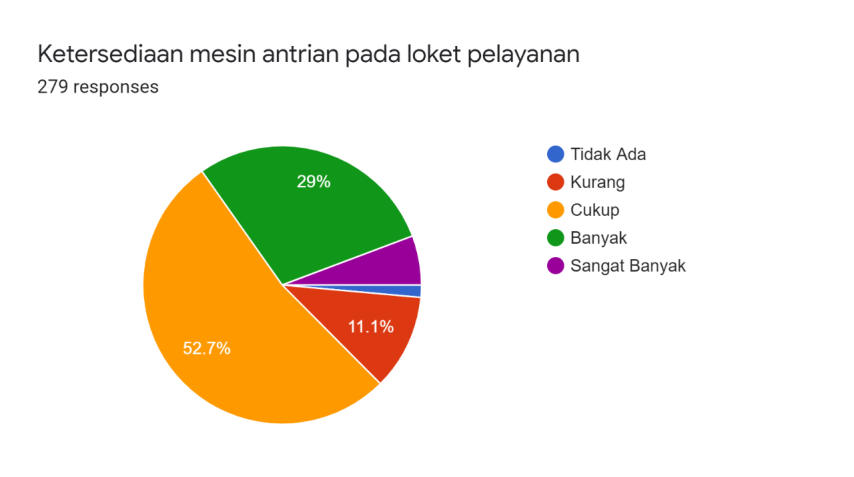 Ketersediaan mesin antrian pada loket pelayanan
279 responses
29%
11.1%
52.7%
Tidak Ada
Kurang
Cukup
Banyak
Sangat Banyak